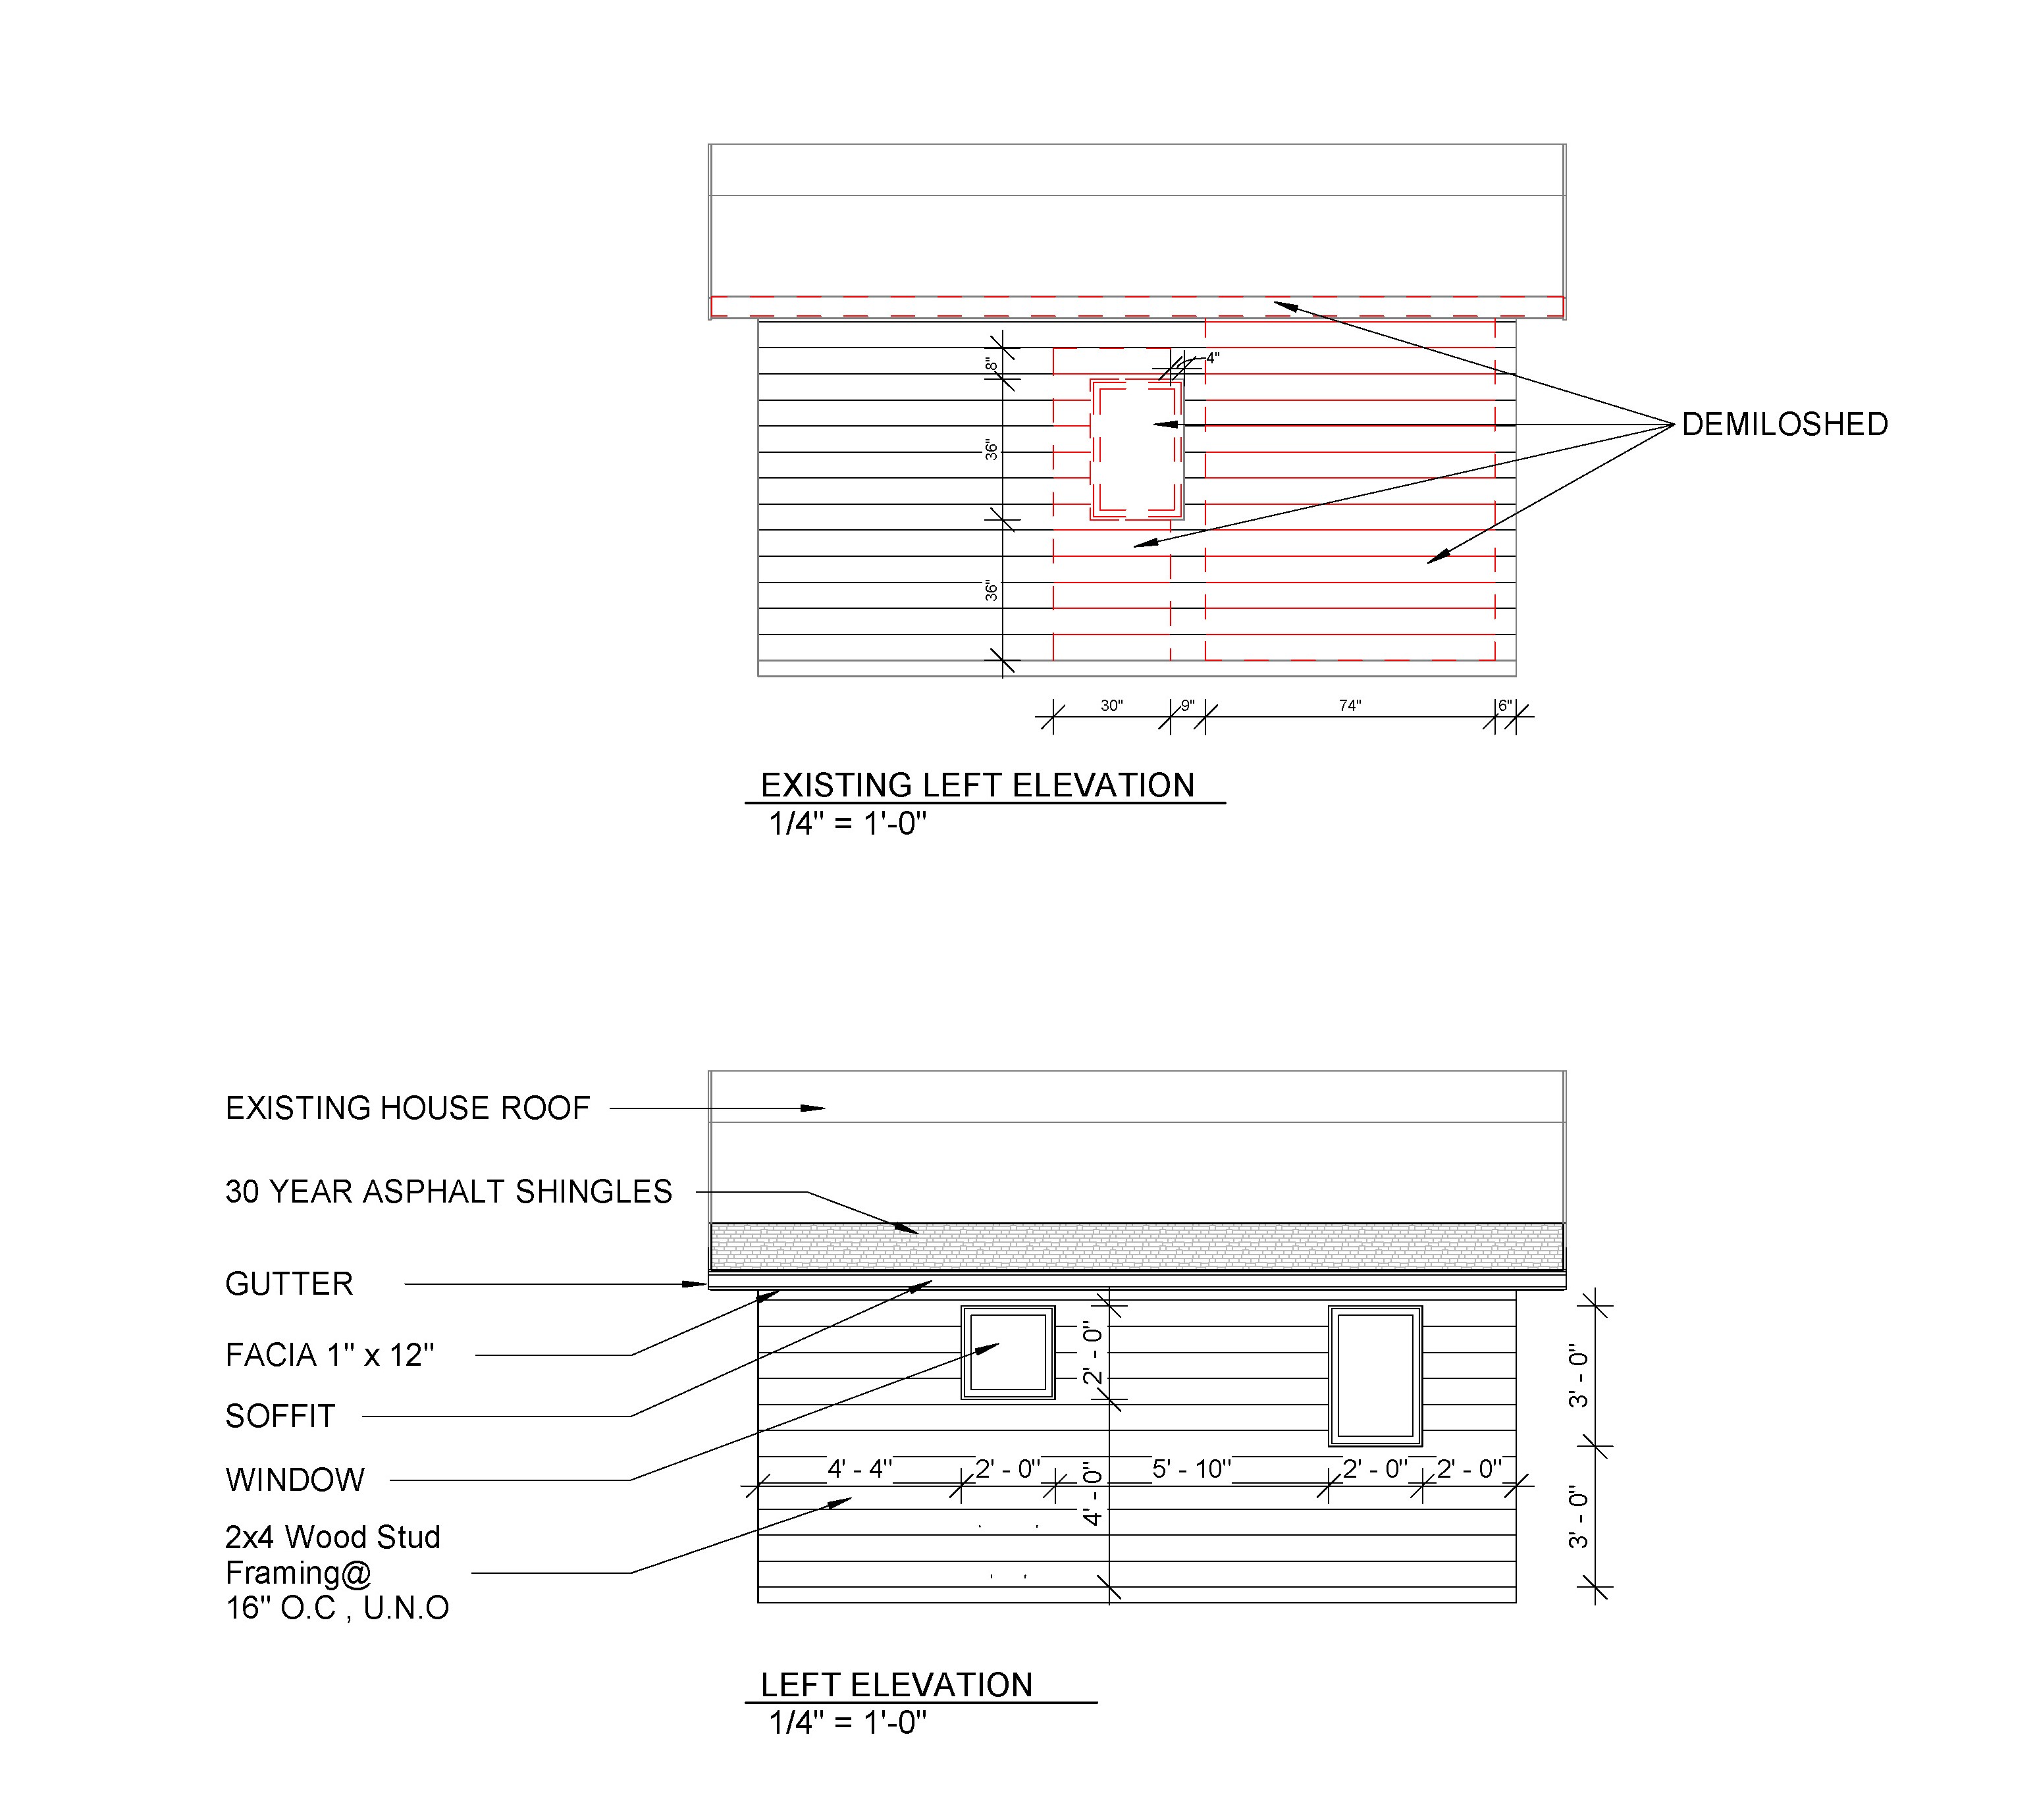 8"
4"
36"
DEMILOSHED
36"
30"
9"
74"
6"
EXISTING LEFT ELEVATION
1/4" = 1'-0"
EXISTING HOUSE ROOF
30 YEAR ASPHALT SHINGLES
GUTTER
FACIA 1" x 12"
SOFFIT
WINDOW
2x4 Wood Stud
Framing@
16" O.C , U.N.O
2' - 0"
3' - 0"
4' - 4"
2' - 0"
5' - 10"
2' - 0"
2' - 0"
4' - 0"
3' - 0"
LEFT ELEVATION
1/4" = 1'-0"